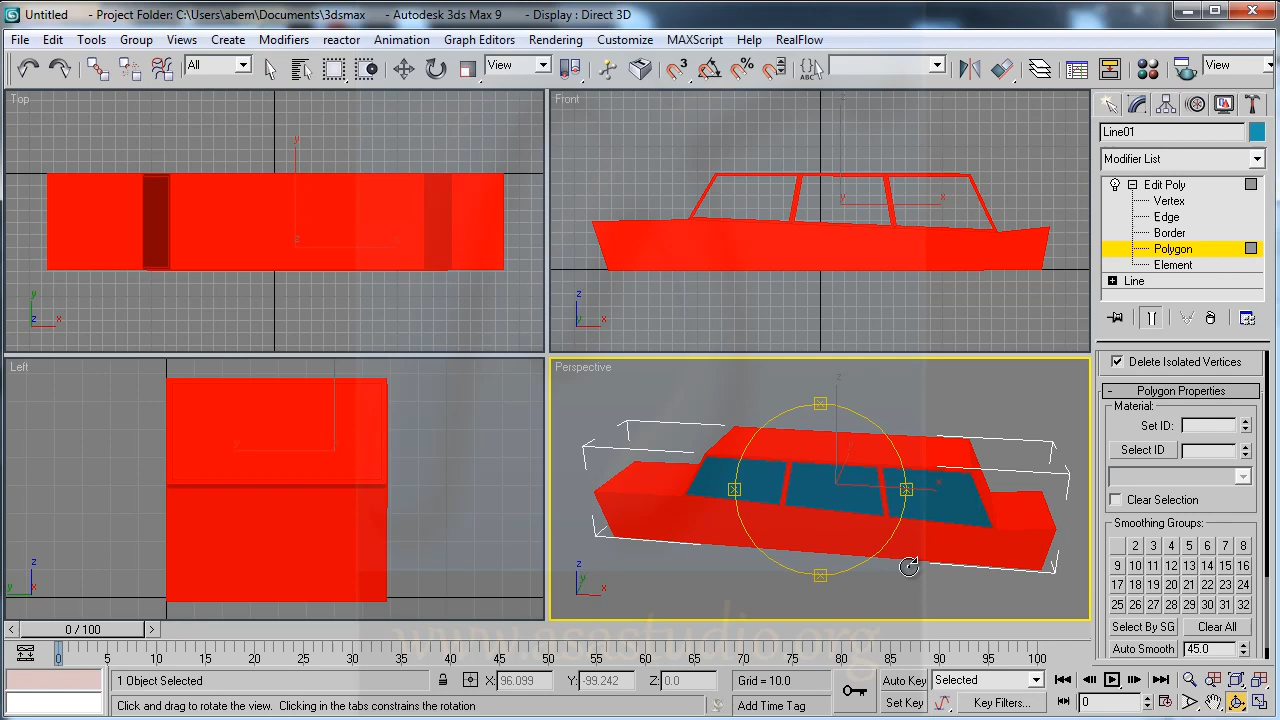 Untitled - Project Folder: C:\Users\abem\Documents\3dsmax - Autodesk 3ds Max 9 - Display : Direct 3D
File Edit Tools Group Views Create Modifiers reactor Animation Graph Editors Rendering Customize MAXScript Help RealFlow
All View View
Top
Front
Left
Perspective
Line01
Modifier List
Edit Poly
Vertex
Edge
Border
Polygon
Element
Line
Delete Isolated Vertices
Polygon Properties
Material:
Set ID:
Select ID
Clear Selection
Smoothing Groups:
2 3 4 5 6 7 8
9 10 11 12 13 14 15 16
17 18 19 20 21 22 23 24
25 26 27 28 29 30 31 32
Select By SG Clear All
Auto Smooth 45.0
www.asastudio.org
0 / 100
0 5 10 15 20 25 30 35 40 45 50 55 60 65 70 75 80 85 90 95 100
1 Object Selected X: 96.099 Y: -99.242 Z: 0.0 Grid = 10.0 Auto Key Selected
Click and drag to rotate the view. Clicking in the tabs constrains the rotation Add Time Tag Set Key Key Filters... 0